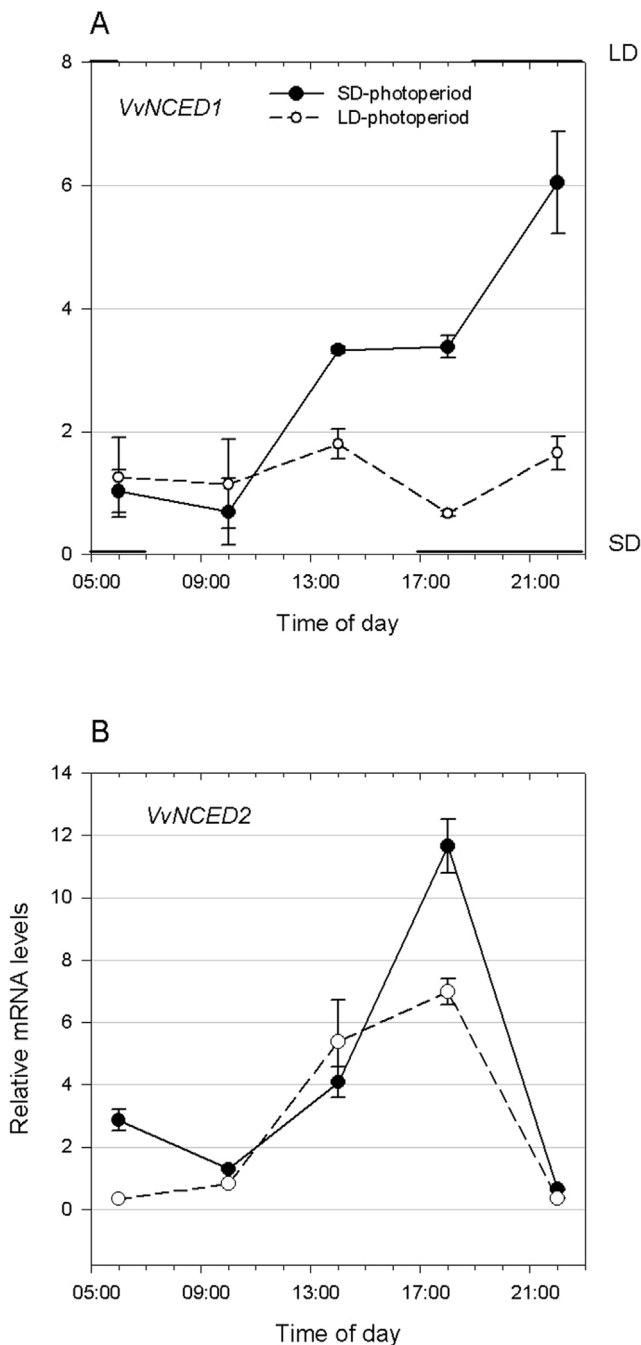 A
8
LD
VvNCED1
SD-photoperiod
LD-photoperiod
6
4
2
0
SD
05:00 09:00 13:00 17:00 21:00
Time of day
B
14
VvNCED2
12
10
8
6
4
2
0
Relative mRNA levels
05:00 09:00 13:00 17:00 21:00
Time of day